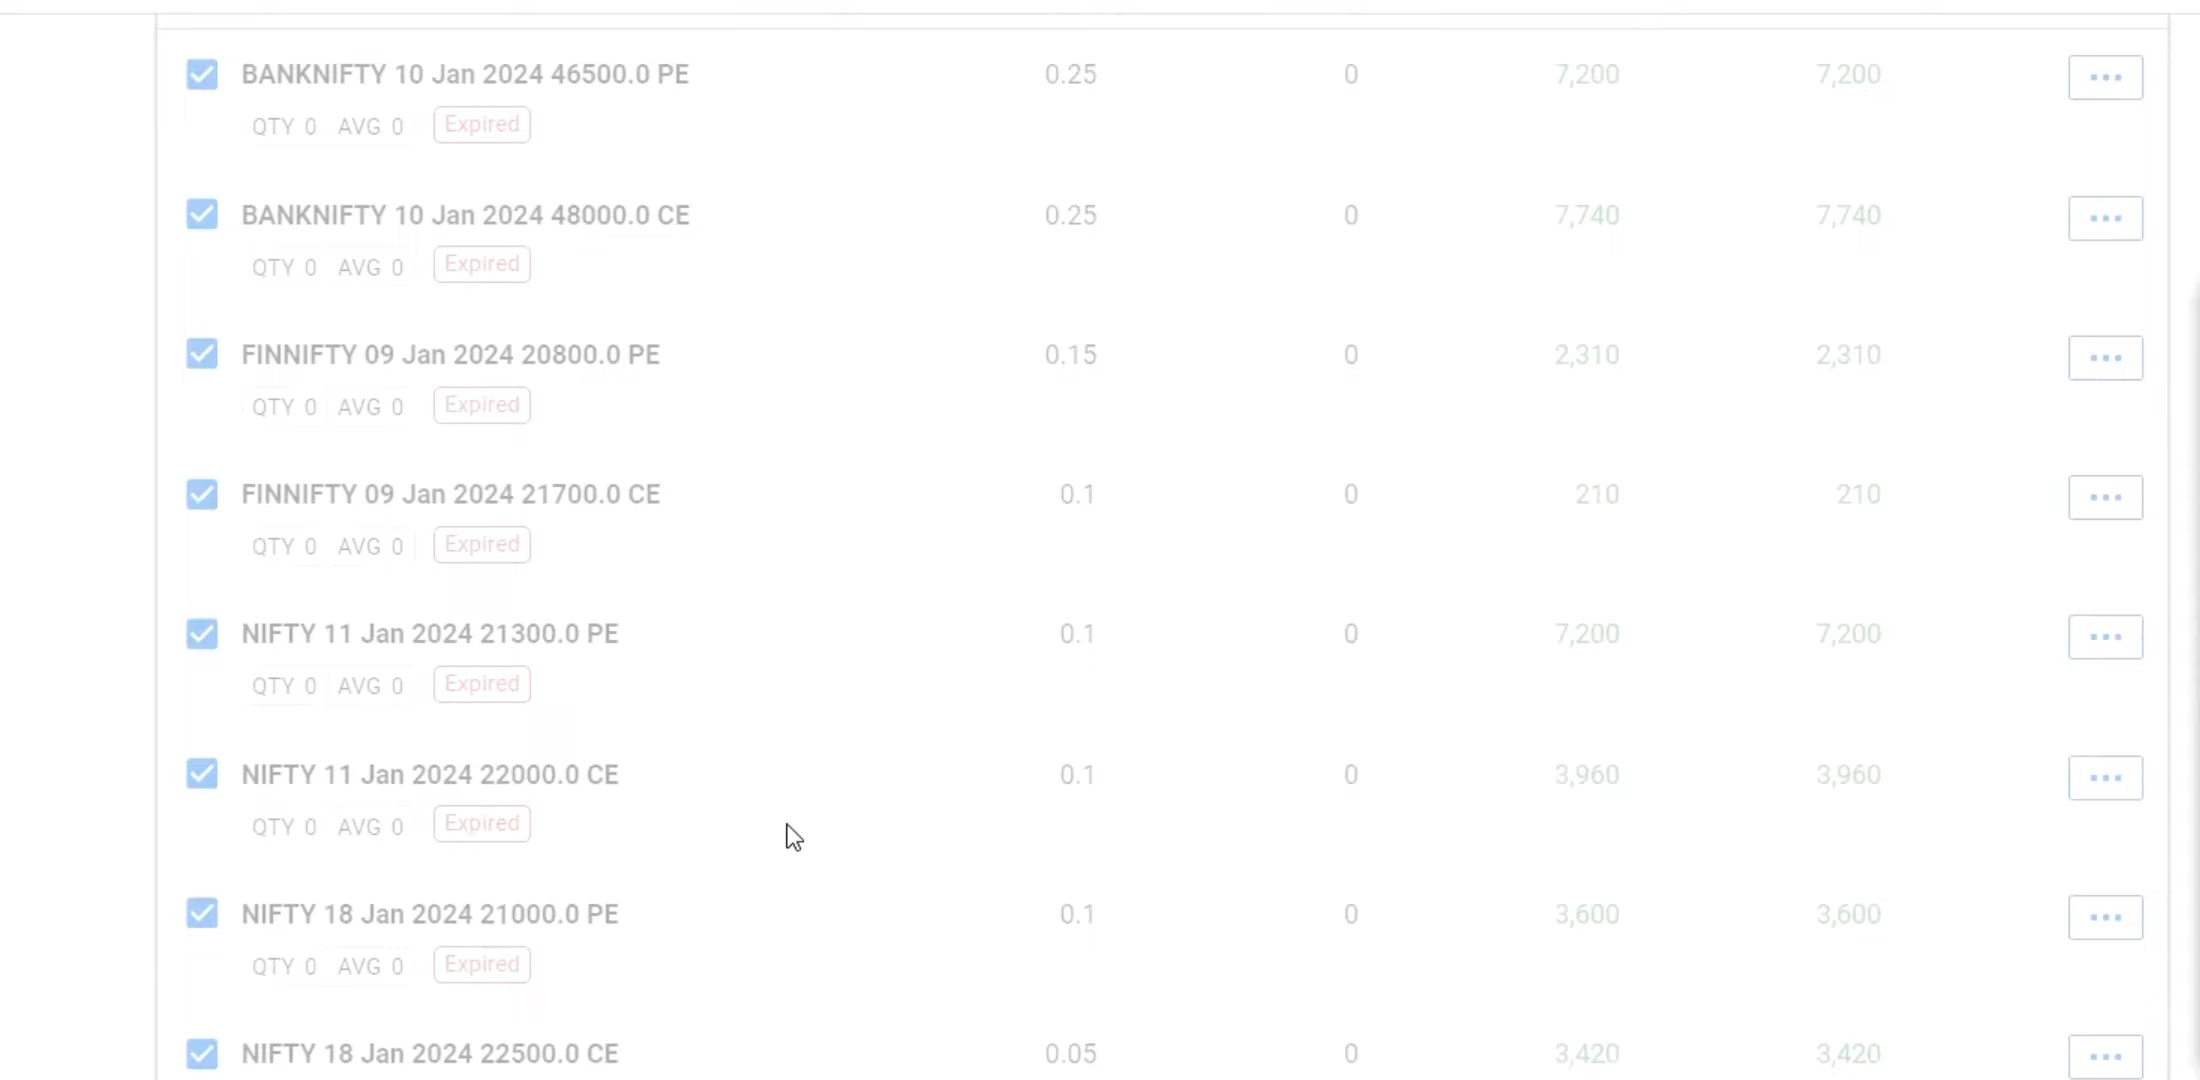 BANKNIFTY 10 Jan 2024 46500.0 PE 0.25 0 7,200 7,200
QTY 0 AVG 0 Expired
BANKNIFTY 10 Jan 2024 48000.0 CE 0.25 0 7,740 7,740
QTY 0 AVG 0 Expired
FINNIFTY 09 Jan 2024 20800.0 PE 0.15 0 2,310 2,310
QTY 0 AVG 0 Expired
FINNIFTY 09 Jan 2024 21700.0 CE 0.1 0 210 210
QTY 0 AVG 0 Expired
NIFTY 11 Jan 2024 21300.0 PE 0.1 0 7,200 7,200
QTY 0 AVG 0 Expired
NIFTY 11 Jan 2024 22000.0 CE 0.1 0 3,960 3,960
QTY 0 AVG 0 Expired
NIFTY 18 Jan 2024 21000.0 PE 0.1 0 3,600 3,600
QTY 0 AVG 0 Expired
NIFTY 18 Jan 2024 22500.0 CE 0.05 0 3,420 3,420